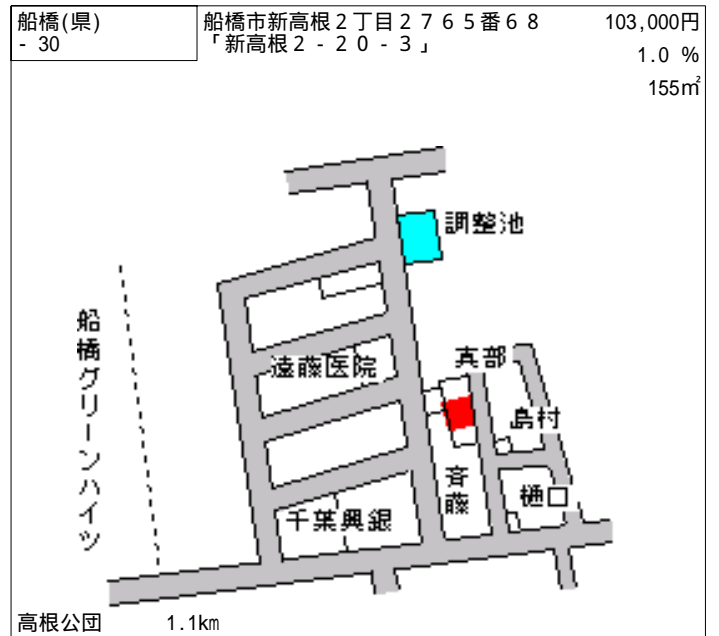 船橋(県)
- 30
船橋市新高根２丁目２７６５番６８
「新高根２‐２０‐３」
103,000円
1.0 %
155㎡
調整池
船橋グリーンハイツ
遠藤医院
真部
島村
斉藤
樋口
千葉興銀
高根公団 1.1㎞